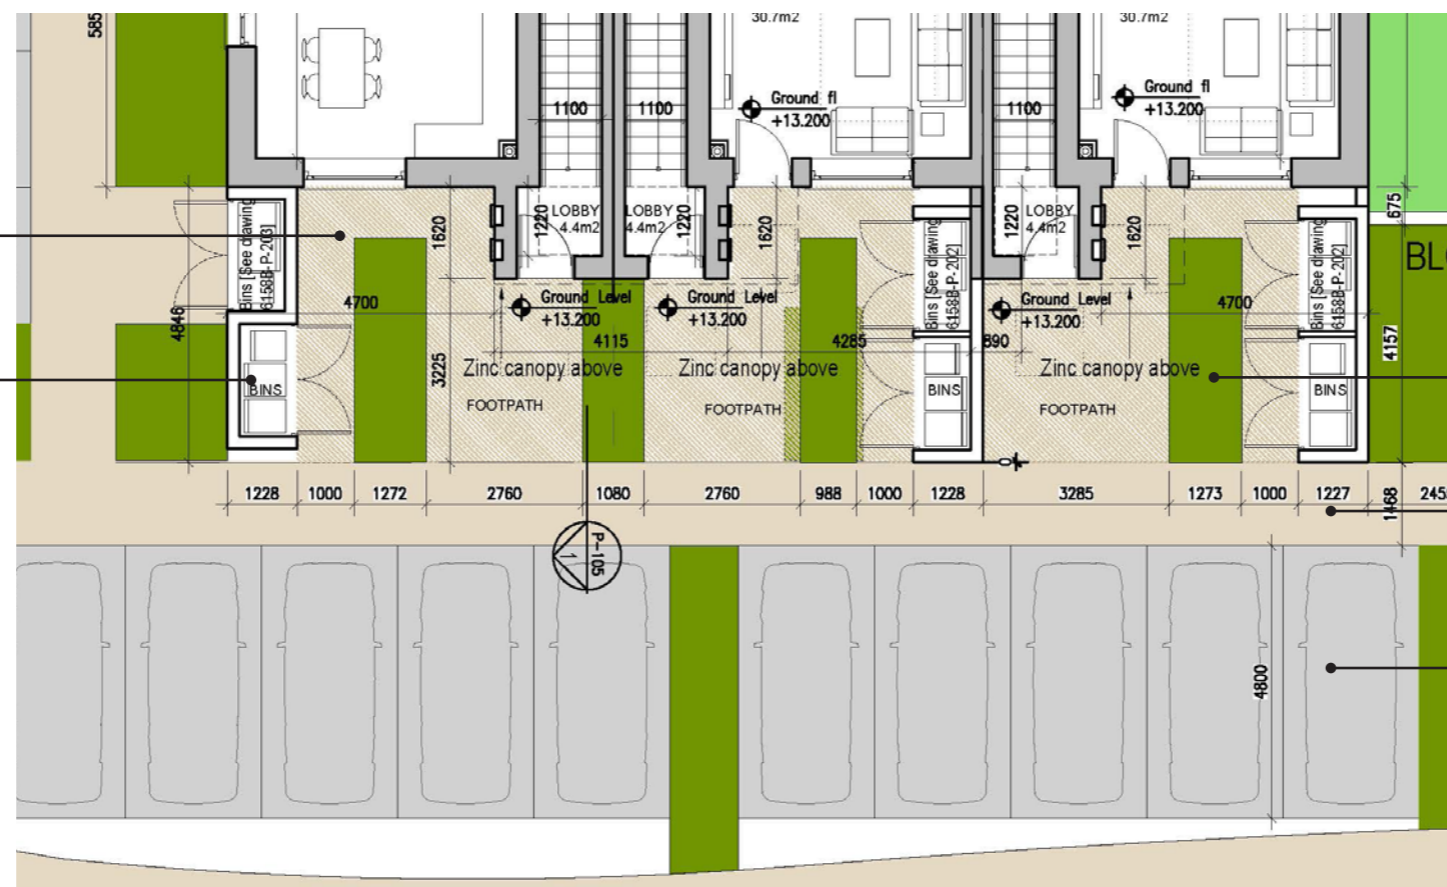 585
30.7m2
30.7m2
Ground fl
+13.200
Ground fl
+13.200
1100
1100
1100
LOBBY
4.4m2
LOBBY
4.4m2
LOBBY
4.4m2
1220
1220
1220
1620
1620
1620
675
Bins [See drawing
6158B-P-203]
Bins [See drawing
6158B-P-202]
Bins [See drawing
6158B-P-202]
BL
Ground Level
+13.200
Ground Level
+13.200
Ground Level
+13.200
4700
4700
4846
4115
4285
890
4157
3225
Zinc canopy above
Zinc canopy above
Zinc canopy above
BINS
FOOTPATH
FOOTPATH
BINS
FOOTPATH
BINS
0
1228
1000
1272
2760
1080
2760
988
1000
1228
3285
1273
1000
1227
1468
245
P-105
1
4800